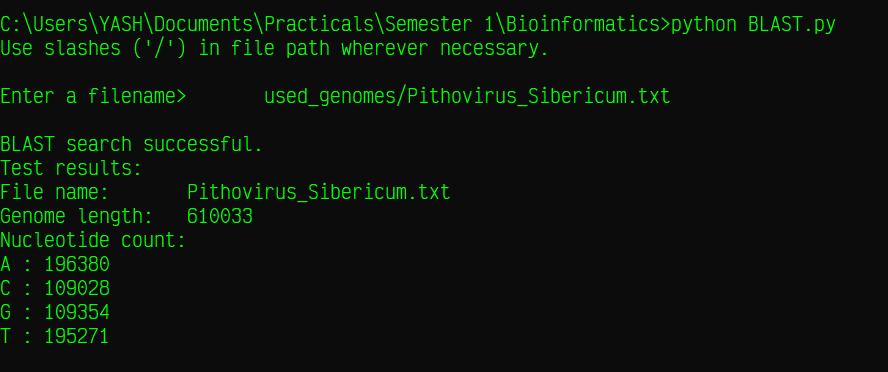 C:\Users\YASH\Documents\Practicals\Semester 1\Bioinformatics>python BLAST.py
Use slashes ('/') in file path wherever necessary.
Enter a filename>       used_genomes/Pithovirus_Sibericum.txt
BLAST search successful.
Test results:
File name:       Pithovirus_Sibericum.txt
Genome length:   610033
Nucleotide count:
A : 196380
C : 109028
G : 109354
T : 195271